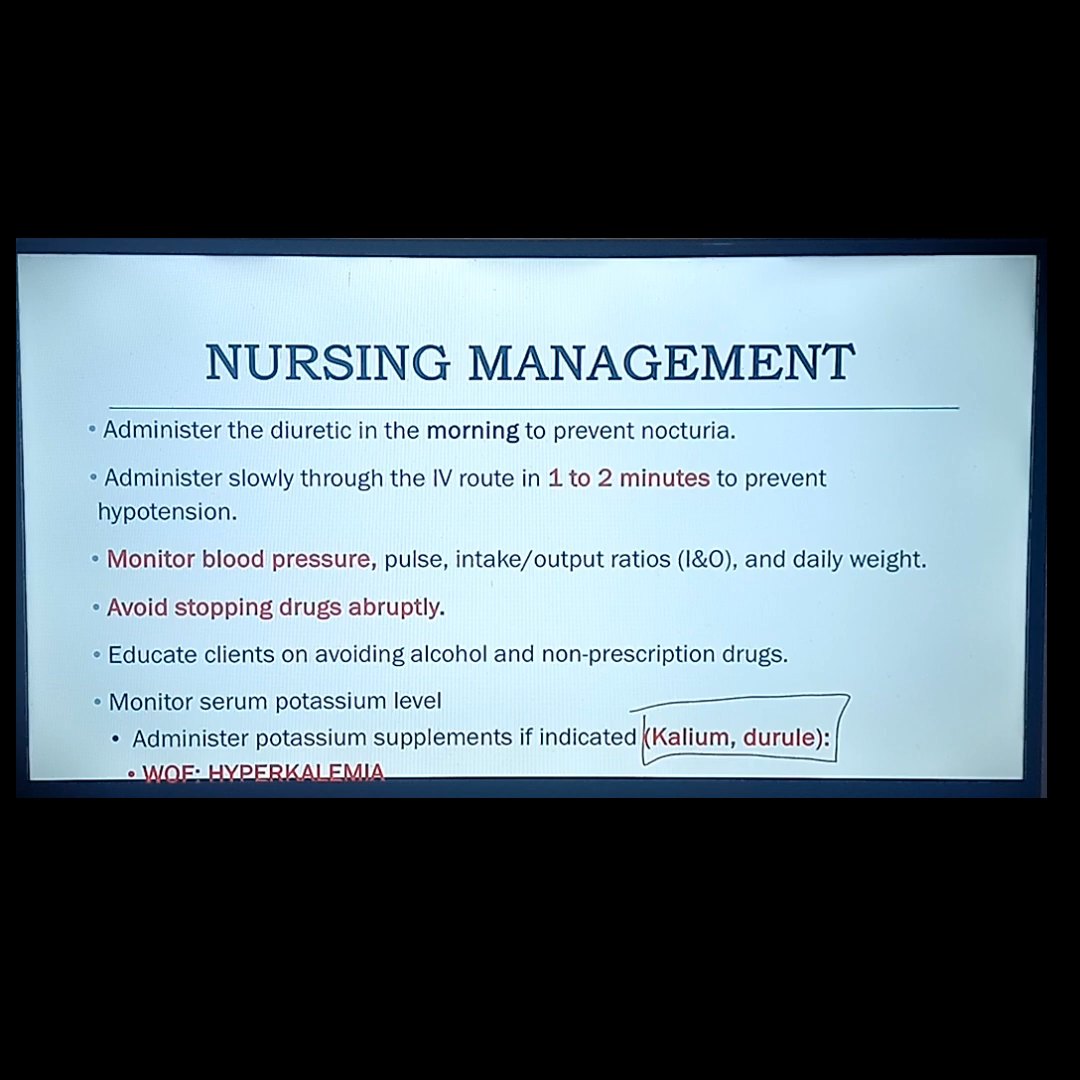 NURSING MANAGEMENT
• Administer the diuretic in the morning to prevent nocturia.
• Administer slowly through the IV route in 1 to 2 minutes to prevent
hypotension.
• Monitor blood pressure, pulse, intake/output ratios (I&O), and daily weight.
• Avoid stopping drugs abruptly.
• Educate clients on avoiding alcohol and non-prescription drugs.
• Monitor serum potassium level
• Administer potassium supplements if indicated (Kalium, durule):
• WOF: HYPERKALEMIA